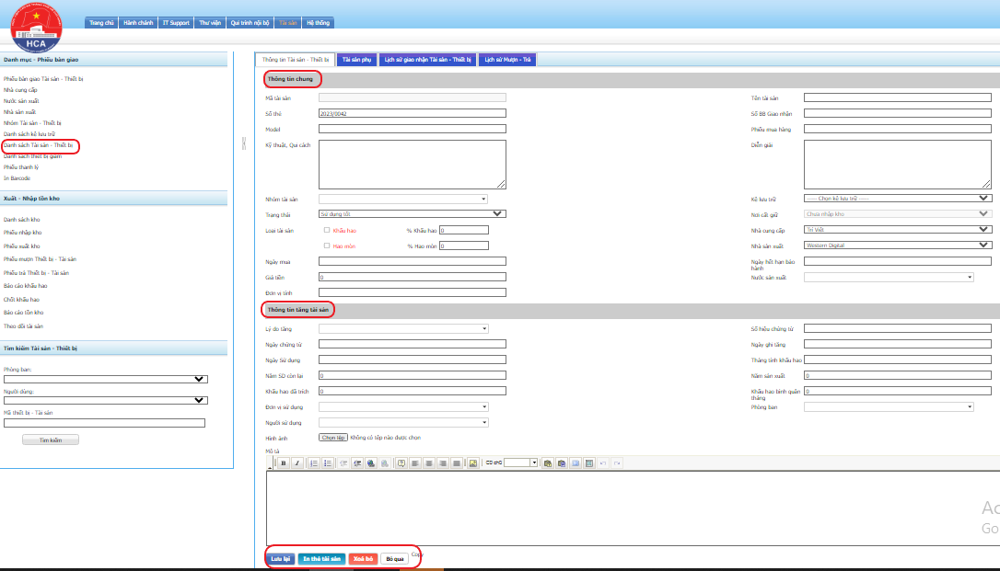 HCA
Trang chủ Hành chánh IT Support Thư viện Qui trình nội bộ Tài sản Hệ thống
Danh mục - Phiếu bàn giao
Phiếu bàn giao Tài sản - Thiết bị
Nhà cung cấp
Nước sản xuất
Nhà sản xuất
Nhóm Tài sản - Thiết bị
Danh sách kê lưu trữ
Danh sách Tài sản - Thiết bị
Danh sách thiết bị giảm
Phiếu thanh lý
In Barcode
Xuất - Nhập tồn kho
Danh sách kho
Phiếu nhập kho
Phiếu xuất kho
Phiếu mượn Thiết bị - Tài sản
Phiếu trả Thiết bị - Tài sản
Báo cáo khấu hao
Chốt khấu hao
Báo cáo tồn kho
Theo dõi tài sản
Tìm kiếm Tài sản - Thiết bị
Phòng ban:
Người dùng:
Mã thiết bị - Tài sản
Tìm kiếm
Thông tin Tài sản - Thiết bị Tài sản phụ Lịch sử giao nhận Tài sản - Thiết bị Lịch sử Mượn - Trả
Thông tin chung
Mã tài sản Tên tài sản
Số thẻ 2023/0042 Số BB Giao nhận
Model Phiếu mua hàng
Kỹ thuật, Qui cách Diễn giải
Nhóm tài sản Kê lưu trữ ----- Chọn kê lưu trữ -----
Trạng thái Sử dụng tốt Nơi cất giữ Chưa nhập kho
Loại tài sản Khấu hao % Khấu hao 0 Nhà cung cấp Trí Việt
Hao mòn % Hao mòn 0 Nhà sản xuất Western Digital
Ngày mua Ngày hết hạn bảo hành
Giá tiền 0 Nước sản xuất
Đơn vị tính
Thông tin tăng tài sản
Lý do tăng Số hiệu chứng từ
Ngày chứng từ Ngày ghi tăng
Ngày Sử dụng Tháng tính khấu hao
Năm SD còn lại 0 Năm sản xuất 0
Khấu hao đã trích 0 Khấu hao bình quân tháng 0
Đơn vị sử dụng Phòng ban
Người sử dụng
Hình ảnh Chọn tệp Không có tệp nào được chọn
Mô tả
B I Cỡ chữ
Ac
Go
Lưu lại In thẻ tài sản Xoá bỏ Bỏ qua Copy